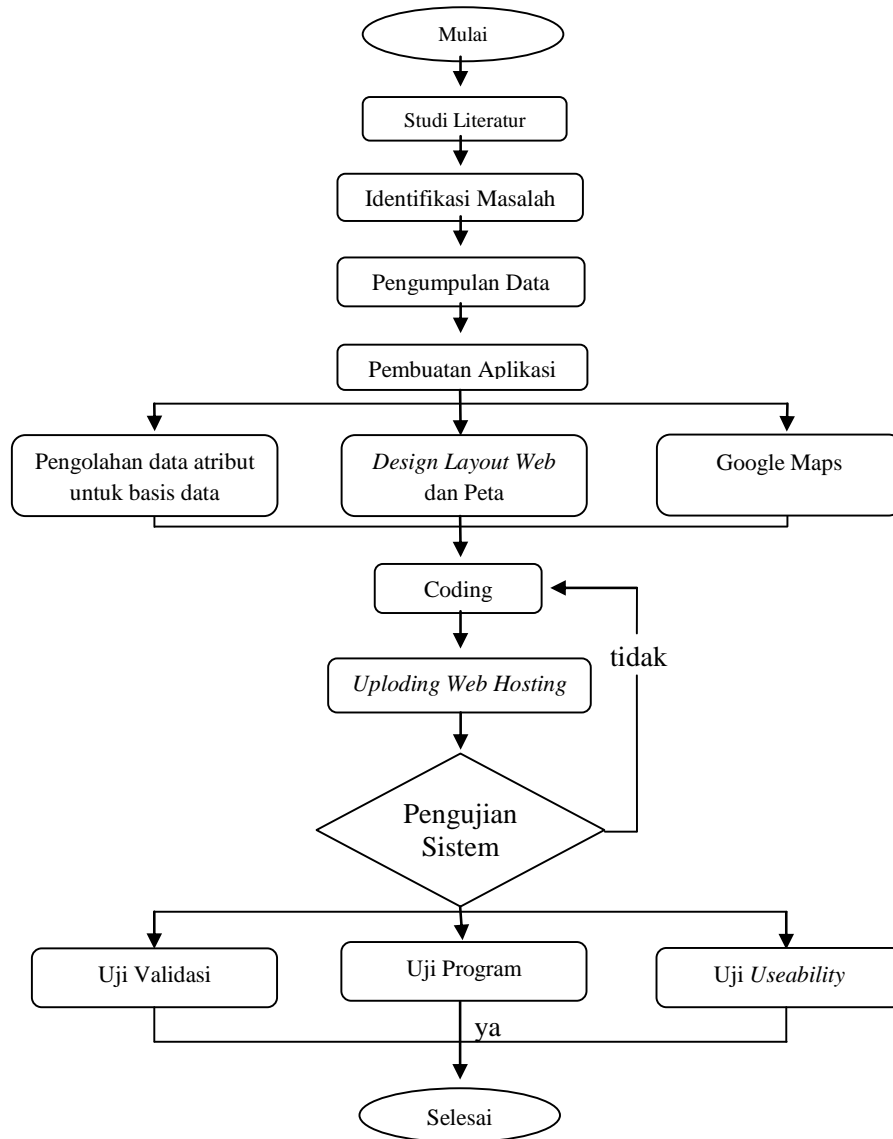 Mulai
Studi Literatur
Identifikasi Masalah
Pengumpulan Data
Pembuatan Aplikasi
Pengolahan data atribut
untuk basis data
Design Layout Web
dan Peta
Google Maps
Coding
tidak
Uploding Web Hosting
Pengujian
Sistem
Uji Validasi
Uji Program
Uji Useability
ya
Selesai